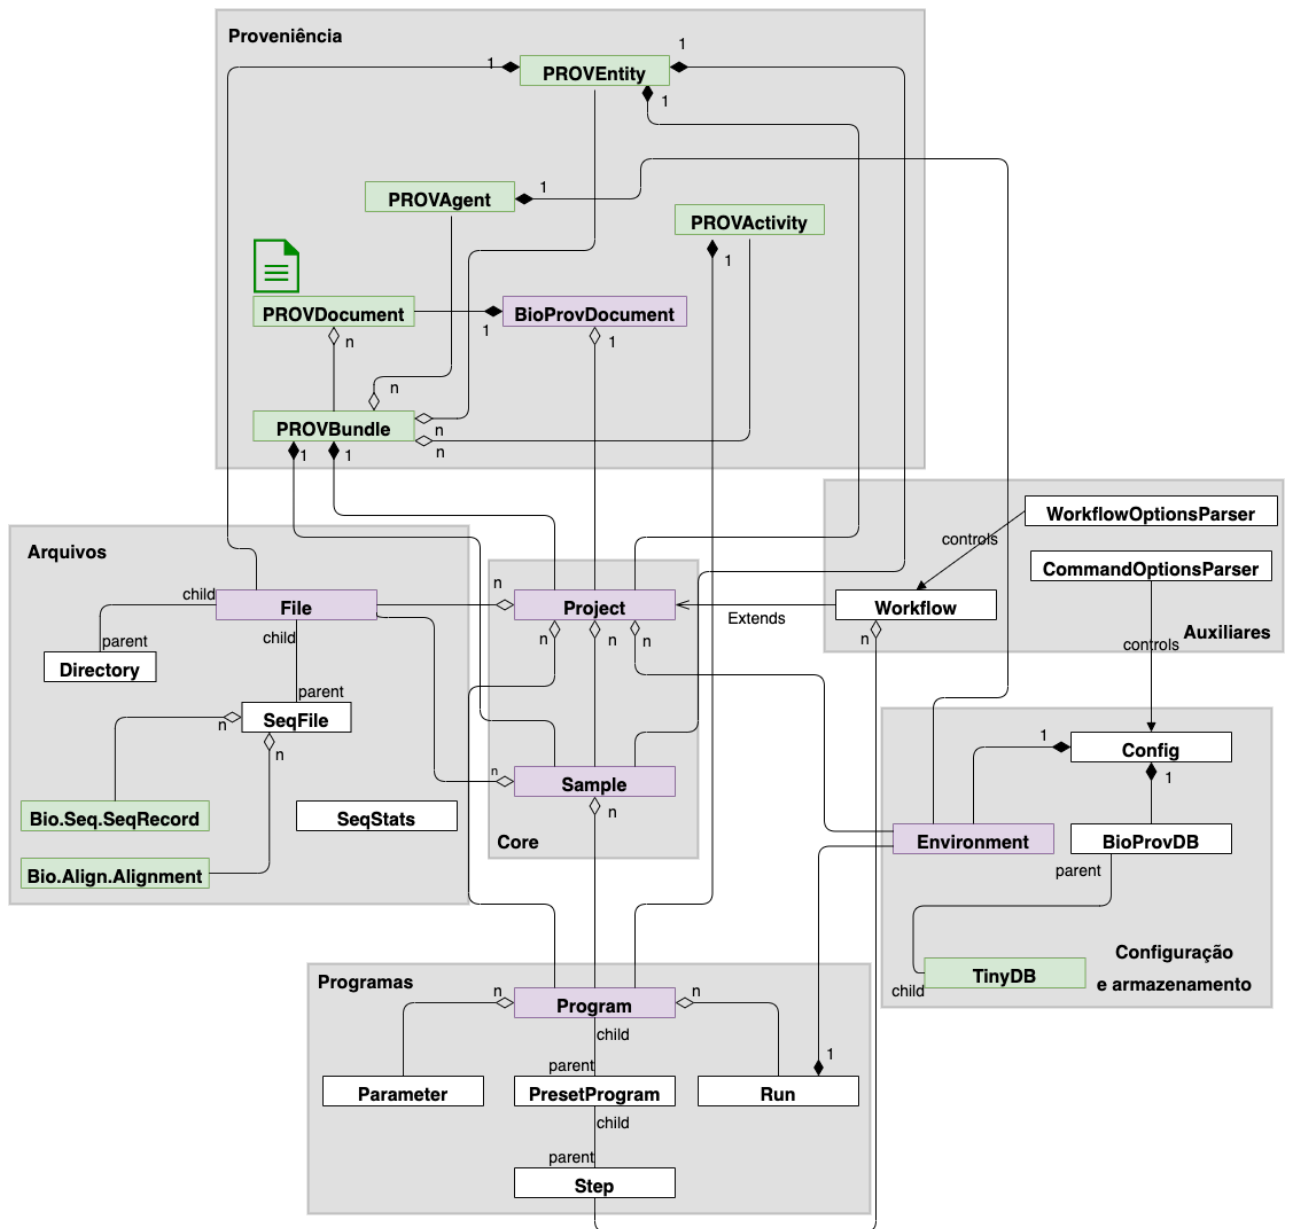 Proveniência
1
1
PROVEntity
1
PROVAgent
1
PROVActivity
1
PROVDocument
BioProvDocument
1
n
1
n
PROVBundle
n
n
1
1
WorkflowOptionsParser
controls
CommandOptionsParser
Arquivos
n
child
File
Project
Workflow
Extends
n
n
n
n
Auxiliares
child
controls
parent
Directory
parent
SeqFile
n
n
1
Config
1
n
Sample
n
Bio.Seq.SeqRecord
SeqStats
Core
Environment
BioProvDB
parent
Bio.Align.Alignment
Configuração
e armazenamento
TinyDB
child
Programas
n
n
Program
child
1
parent
Parameter
PresetProgram
Run
child
parent
Step